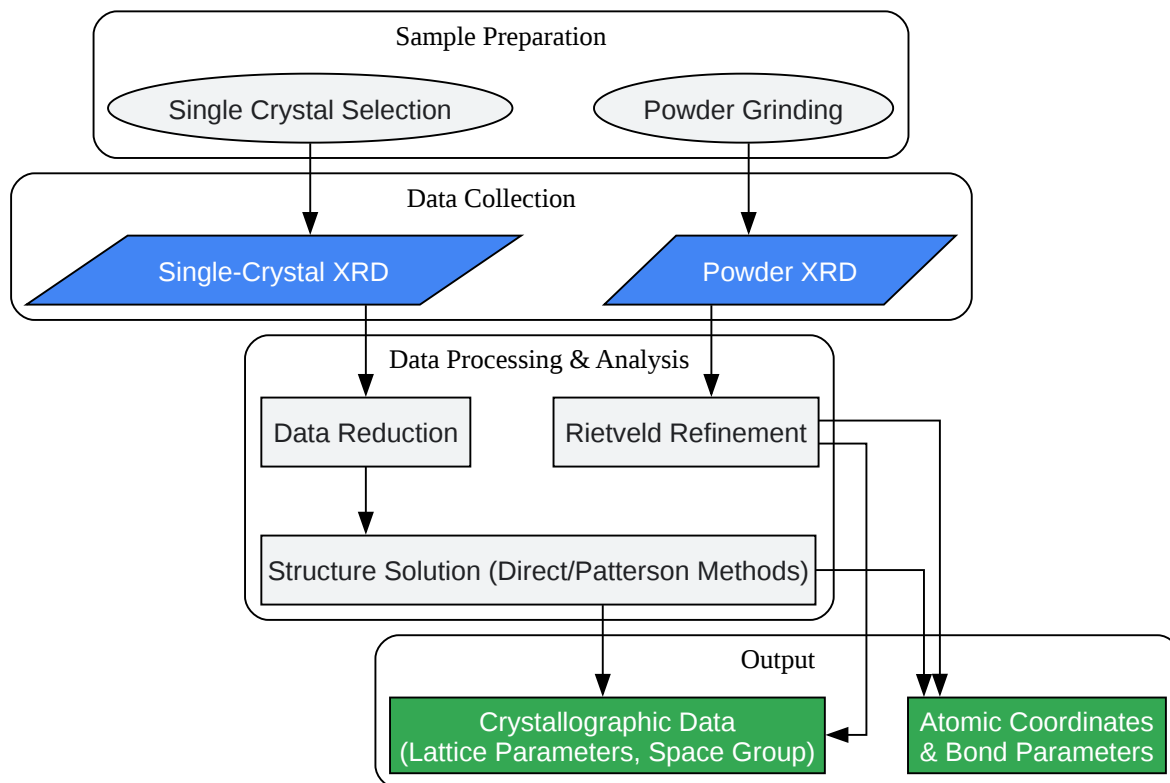 Sample Preparation
Single Crystal Selection
Powder Grinding
Data Collection
Single-Crystal XRD
Powder XRD
Data Processing & Analysis
Data Reduction
Rietveld Refinement
Structure Solution (Direct/Patterson Methods)
Output
Crystallographic Data
(Lattice Parameters, Space Group)
Atomic Coordinates
& Bond Parameters